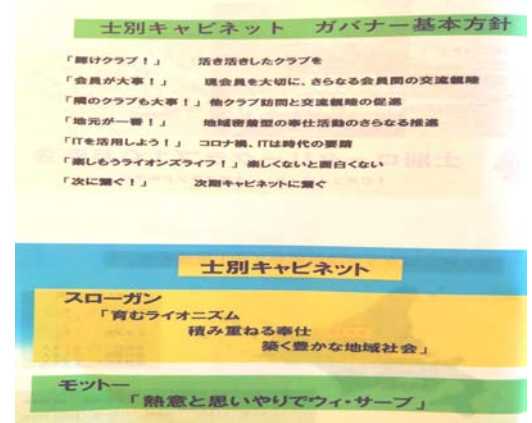 士別キャビネット ガバナー基本方針
「輝けクラブ！」 活き活きしたクラブを
「会員が大事！」 現会員を大切に、さらなる会員間の交流親睦
「隣のクラブも大事！」他クラブ訪問と交流親睦の促進
「地元が一番！」 地域密着型の奉仕活動のさらなる推進
「ITを活用しよう！」 コロナ禍、ITは時代の要請
「楽しもうライオンズライフ！」楽しくないと面白くない
「次に繋ぐ！」 次期キャビネットに繋ぐ
士別キャビネット
スローガン
「育むライオニズム
積み重ねる奉仕
築く豊かな地域社会」
モットー
「熱意と思いやりでウィ・サーブ」